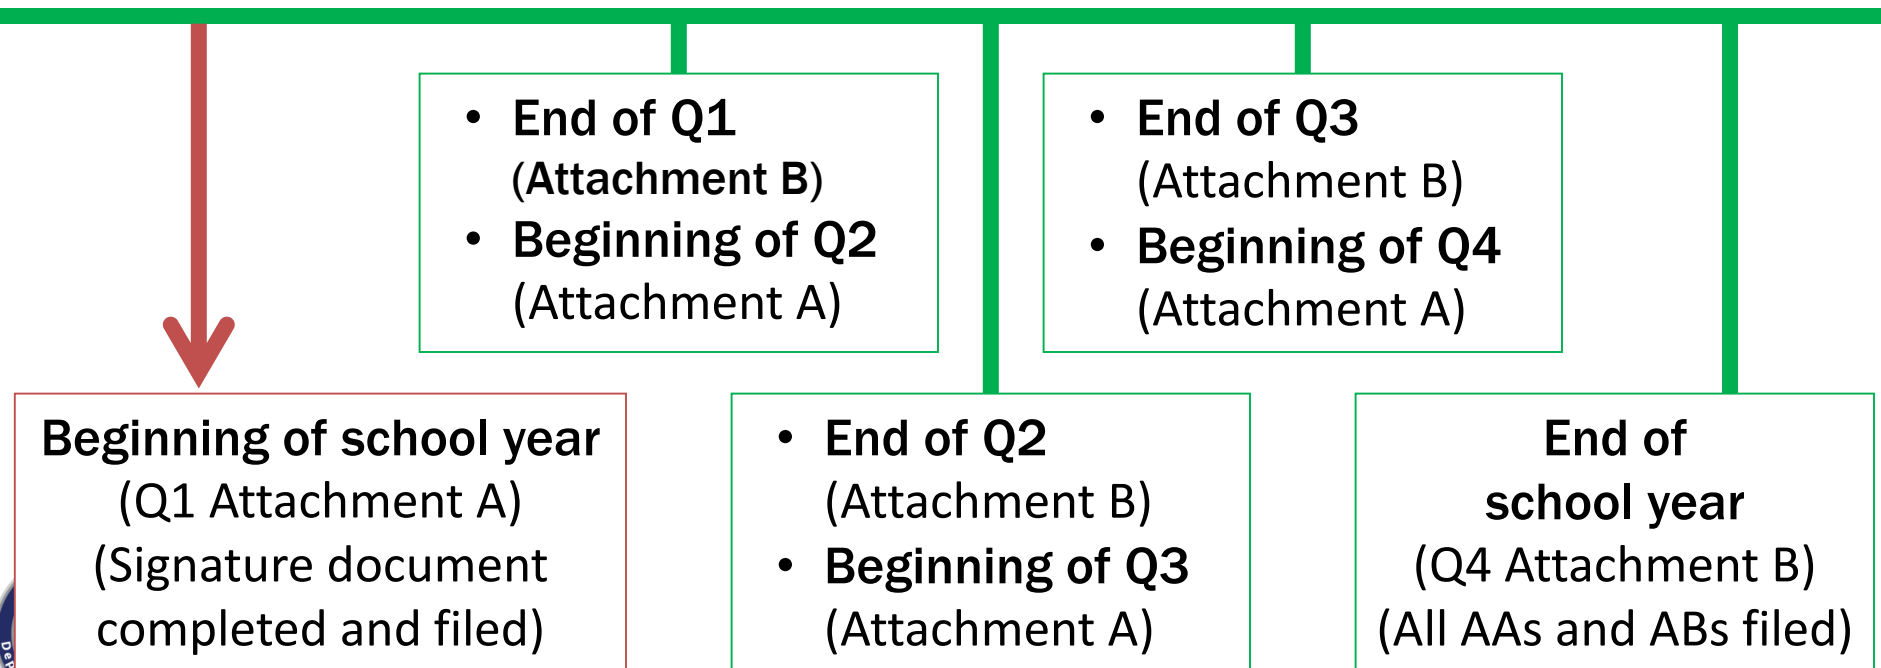 • End of Q1
(Attachment B)
• Beginning of Q2
(Attachment A)
• End of Q3
(Attachment B)
• Beginning of Q4
(Attachment A)
Beginning of school year
(Q1 Attachment A)
(Signature document
completed and filed)
• End of Q2
(Attachment B)
• Beginning of Q3
(Attachment A)
End of
school year
(Q4 Attachment B)
(All AAs and ABs filed)